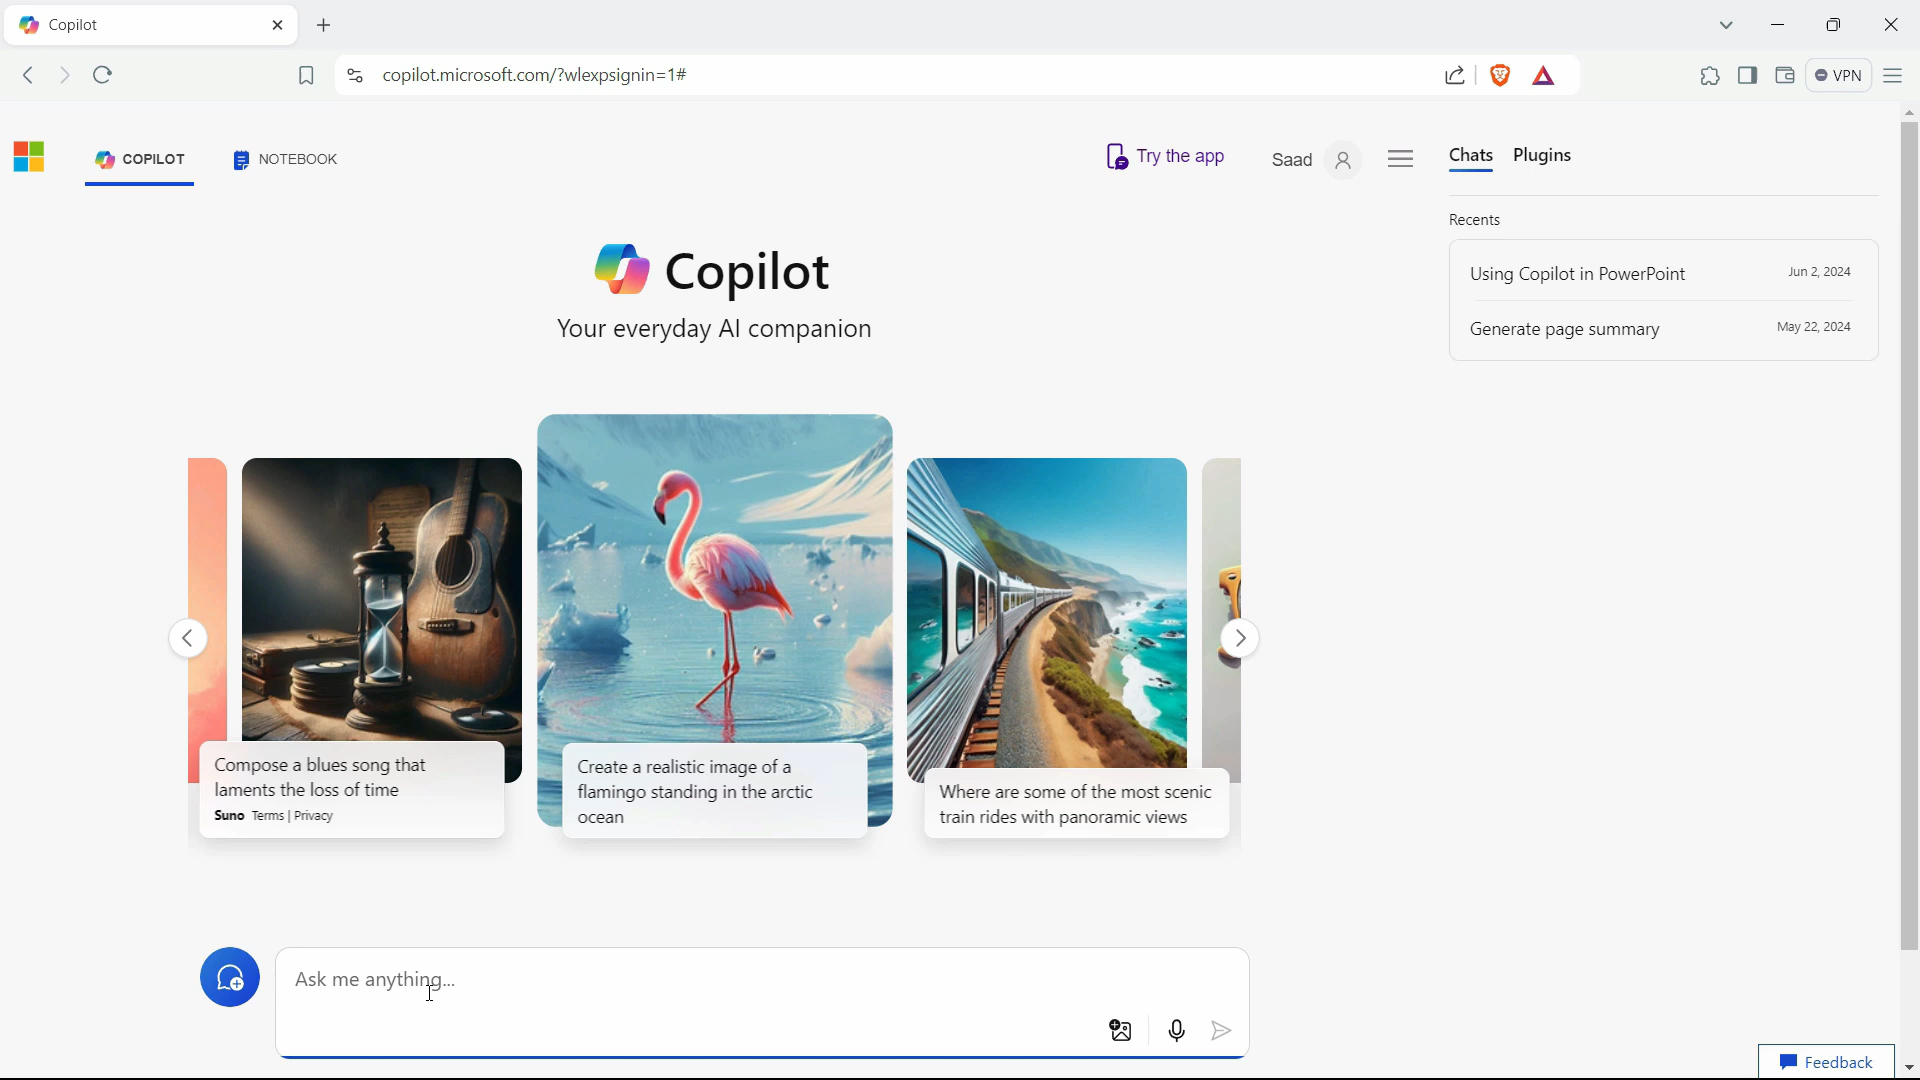 Copilot
copilot.microsoft.com/?wlexpsignin=1#
VPN
COPILOT
NOTEBOOK
Try the app
Saad
Chats
Plugins
Recents
Using Copilot in PowerPoint
Jun 2, 2024
Generate page summary
May 22, 2024
Copilot
Your everyday AI companion
Compose a blues song that
laments the loss of time
Suno Terms | Privacy
Create a realistic image of a
flamingo standing in the arctic
ocean
Where are some of the most scenic
train rides with panoramic views
Ask me anything...
Feedback